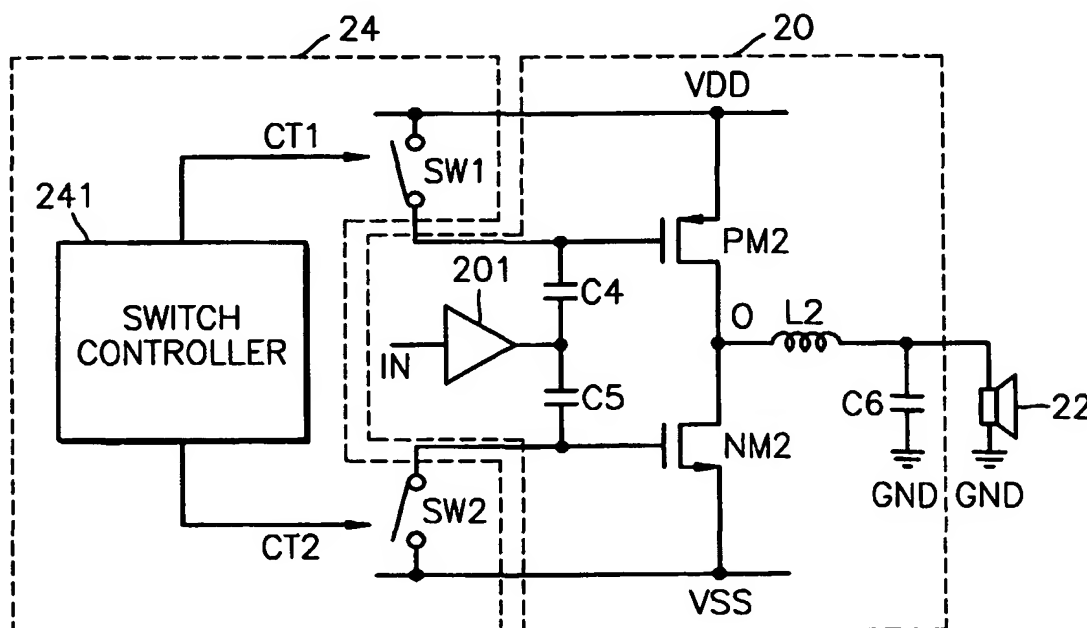 24
20
VDD
CT1
SW1
241
PM2
201
C4
SWITCH
CONTROLLER
O
L2
IN
C5
C6
22
NM2
GND GND
SW2
CT2
VSS